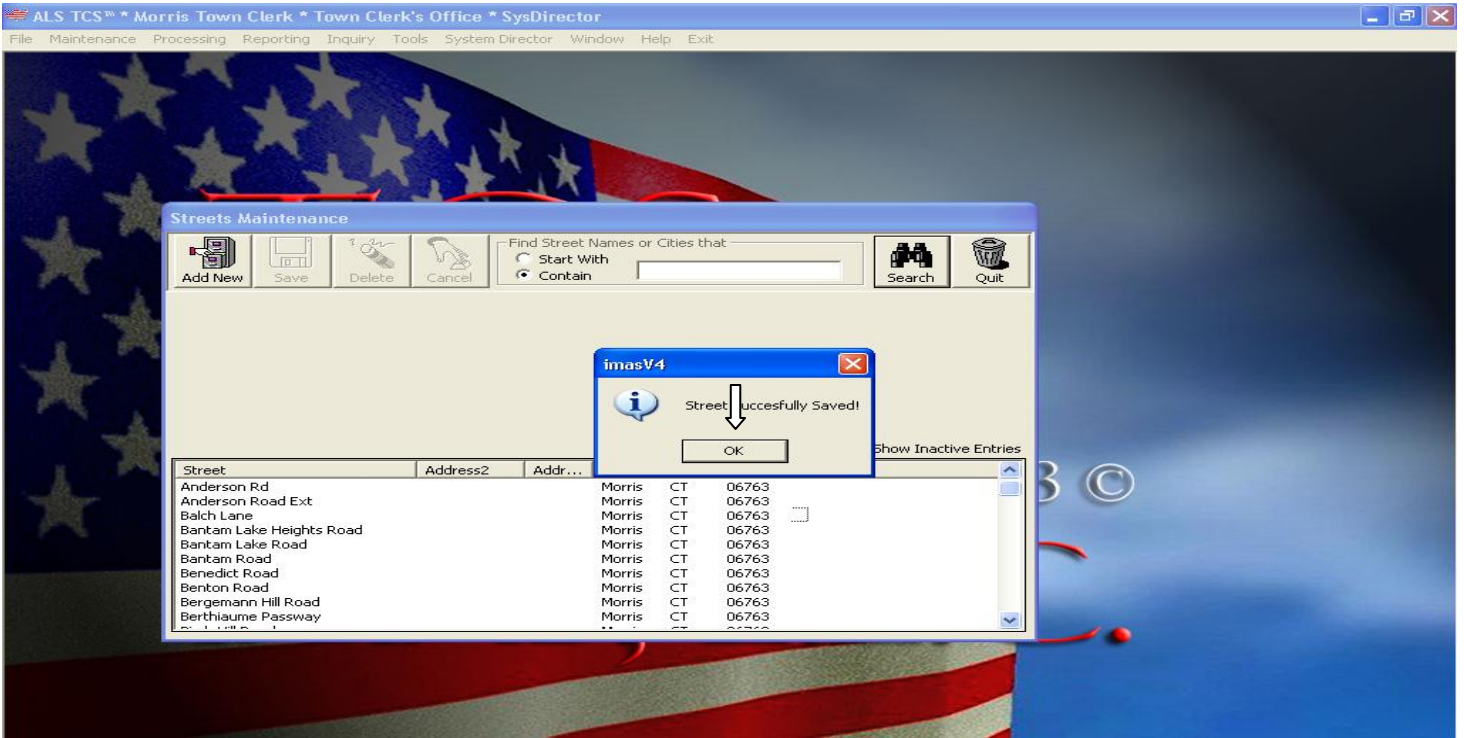 ALS TCS™ * Morris Town Clerk * Town Clerk's Office * SysDirector
File Maintenance Processing Reporting Inquiry Tools System Director Window Help Exit
Streets Maintenance
Add New Save Delete Cancel
Find Street Names or Cities that
Start With
Contain
Search Quit
imasV4
Street uccesfully Saved!
OK
Show Inactive Entries
Street Address2 Addr...
Anderson Rd Morris CT 06763
Anderson Road Ext Morris CT 06763
Balch Lane Morris CT 06763
Bantam Lake Heights Road Morris CT 06763
Bantam Lake Road Morris CT 06763
Bantam Road Morris CT 06763
Benedict Road Morris CT 06763
Benton Road Morris CT 06763
Bergemann Hill Road Morris CT 06763
Berthiaume Passway Morris CT 06763
3 ©